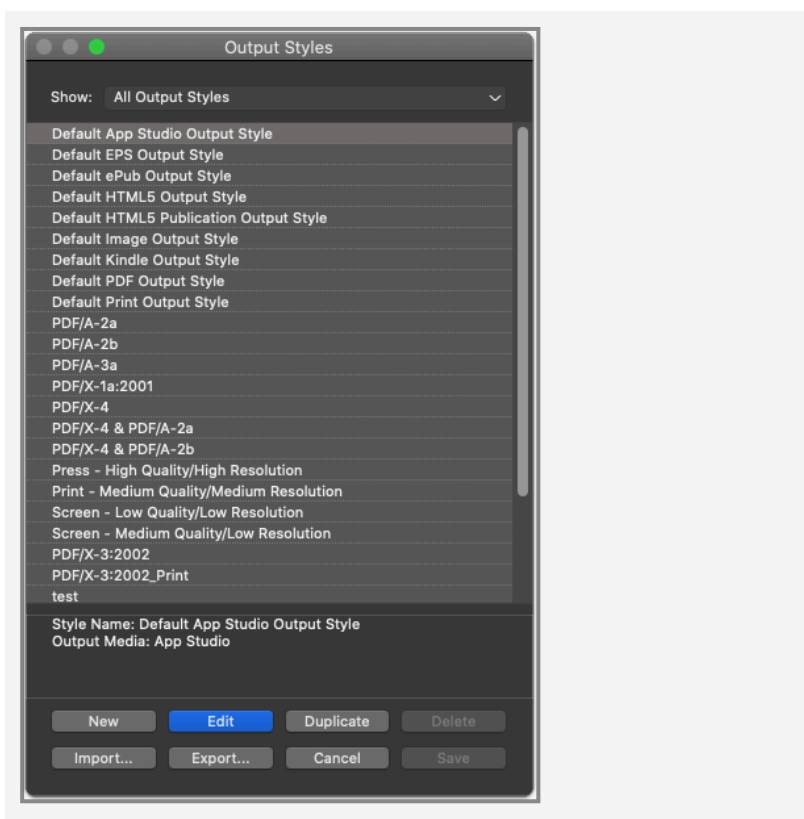 Output Styles
Show: All Output Styles
Default App Studio Output Style
Default EPS Output Style
Default ePub Output Style
Default HTML5 Output Style
Default HTML5 Publication Output Style
Default Image Output Style
Default Kindle Output Style
Default PDF Output Style
Default Print Output Style
PDF/A-2a
PDF/A-2b
PDF/A-3a
PDF/X-1a:2001
PDF/X-4
PDF/X-4 & PDF/A-2a
PDF/X-4 & PDF/A-2b
Press - High Quality/High Resolution
Print - Medium Quality/Medium Resolution
Screen - Low Quality/Low Resolution
Screen - Medium Quality/Low Resolution
PDF/X-3:2002
PDF/X-3:2002_Print
test
Style Name: Default App Studio Output Style
Output Media: App Studio
New Edit Duplicate Delete
Import... Export... Cancel Save